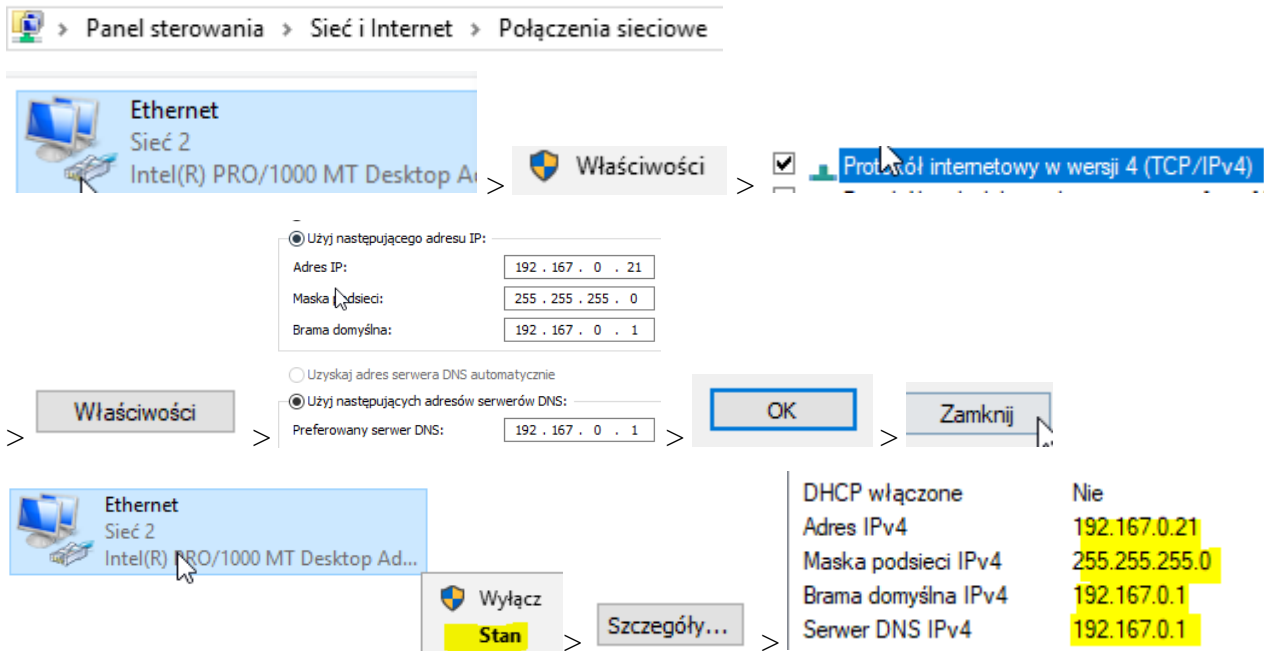 > Panel sterowania > Sieć i Internet > Połączenia sieciowe
Ethernet
Sieć 2
Intel(R) PRO/1000 MT Desktop
> Właściwości > Protokół internetowy w wersji 4 (TCP/IPv4)
Użyj następującego adresu IP:
Adres IP: 192 . 167 . 0 . 21
Maska podsieci: 255 . 255 . 255 . 0
Brama domyślna: 192 . 167 . 0 . 1
Uzyskaj adres serwera DNS automatycznie
Użyj następujących adresów serwerów DNS:
Preferowany serwer DNS: 192 . 167 . 0 . 1
> Właściwości > > OK > Zamknij
Ethernet
Sieć 2
Intel(R) PRO/1000 MT Desktop Ad...
Wyłącz
Stan > Szczegóły... >
DHCP włączone Nie
Adres IPv4 192.167.0.21
Maska podsieci IPv4 255.255.255.0
Brama domyślna IPv4 192.167.0.1
Serwer DNS IPv4 192.167.0.1